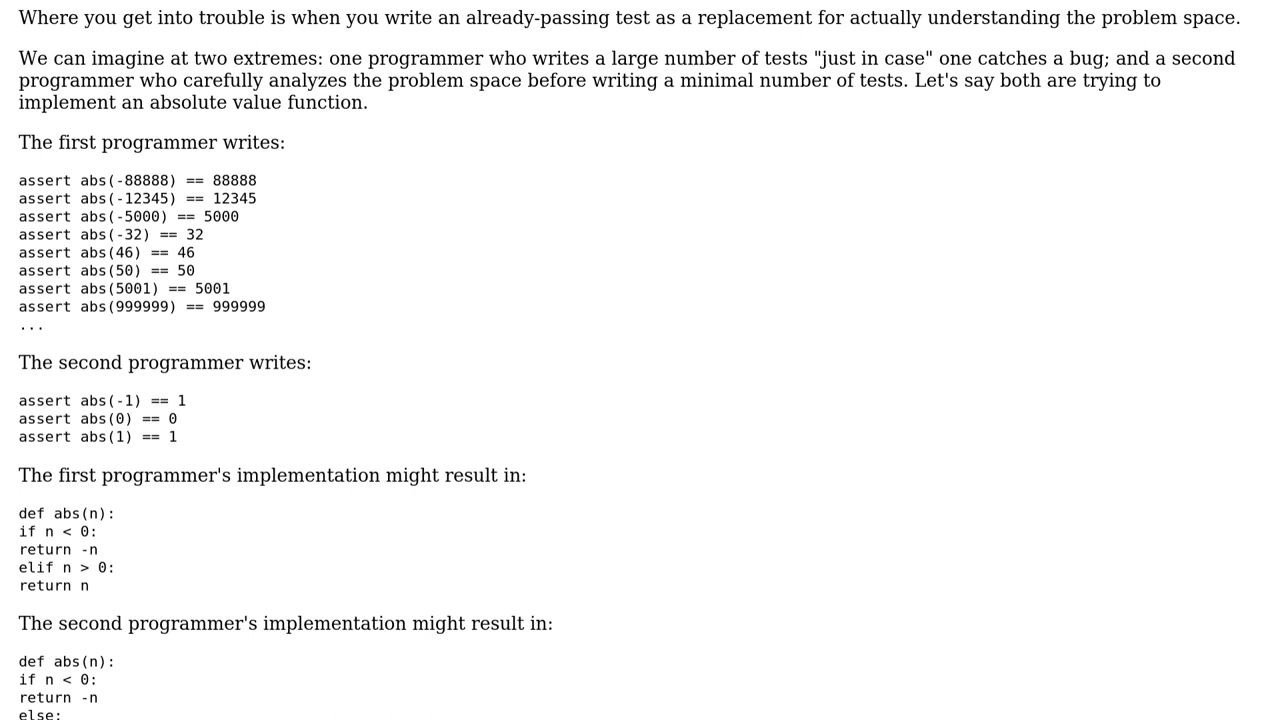 Where you get into trouble is when you write an already-passing test as a replacement for actually understanding the problem space.
We can imagine at two extremes: one programmer who writes a large number of tests "just in case" one catches a bug; and a second
programmer who carefully analyzes the problem space before writing a minimal number of tests. Let's say both are trying to
implement an absolute value function.
The first programmer writes:
assert abs(-88888) == 88888
assert abs(-12345) == 12345
assert abs(-5000) == 5000
assert abs(-32) == 32
assert abs(46) == 46
assert abs(50) == 50
assert abs(5001) == 5001
assert abs(999999) == 999999
...
The second programmer writes:
assert abs(-1) == 1
assert abs(0) == 0
assert abs(1) == 1
The first programmer's implementation might result in:
def abs(n):
if n < 0:
return -n
elif n > 0:
return n
The second programmer's implementation might result in:
def abs(n):
if n < 0:
return -n
else: